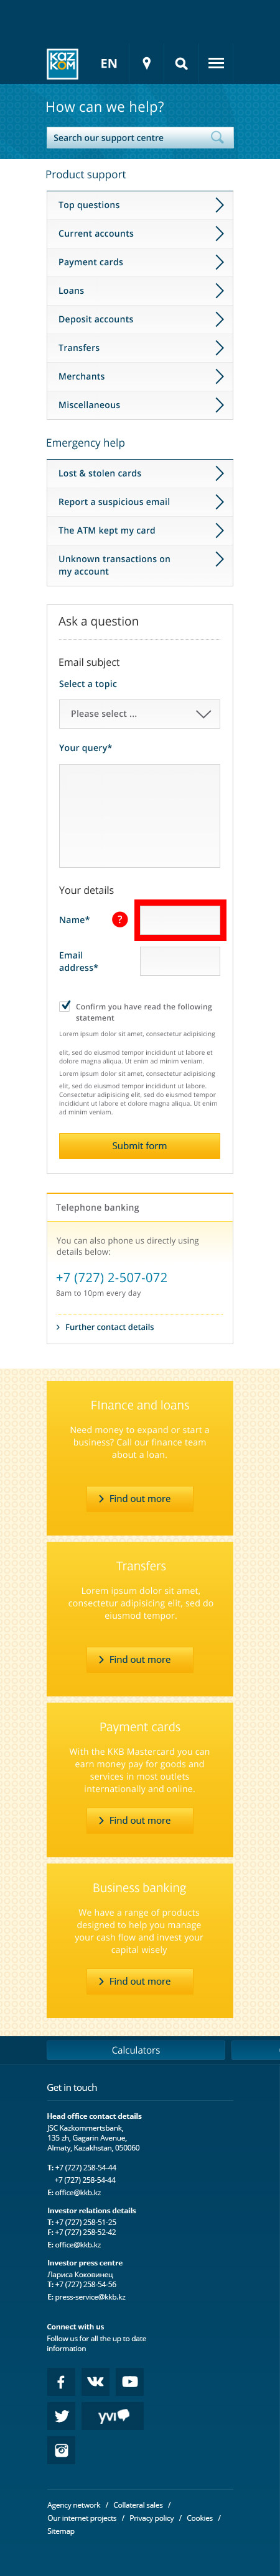 KAZ
KOM
EN
How can we help?
Search our support centre
Product support
Top questions
Current accounts
Payment cards
Loans
Deposit accounts
Transfers
Merchants
Miscellaneous
Emergency help
Lost & stolen cards
Report a suspicious email
The ATM kept my card
Unknown transactions on
my account
Ask a question
Email subject
Select a topic
Please select ...
Your query*
Your details
Name* ?
Email
address*
Confirm you have read the following
statement
Lorem ipsum dolor sit amet, consectetur adipisicing
elit, sed do eiusmod tempor incididunt ut labore et
dolore magna aliqua. Ut enim ad minim veniam.
Lorem ipsum dolor sit amet, consectetur adipisicing
elit, sed do eiusmod tempor incididunt ut labore.
Consectetur adipisicing elit, sed do eiusmod tempor
incididunt ut labore et dolore magna aliqua. Ut enim
ad minim veniam.
Submit form
Telephone banking
You can also phone us directly using
details below:
+7 (727) 2-507-072
8am to 10pm every day
Further contact details
Finance and loans
Need money to expand or start a
business? Call our finance team
about a loan.
Find out more
Transfers
Lorem ipsum dolor sit amet,
consectetur adipisicing elit, sed do
eiusmod tempor.
Find out more
Payment cards
With the KKB Mastercard you can
earn money pay for goods and
services in most outlets
internationally and online.
Find out more
Business banking
We have a range of products
designed to help you manage
your cash flow and invest your
capital wisely
Find out more
Calculators
Get in touch
Head office contact details
JSC Kazkommertsbank,
135 zh, Gagarin Avenue,
Almaty, Kazakhstan, 050060
T: +7 (727) 258-54-44
+7 (727) 258-54-44
E: office@kkb.kz
Investor relations details
T: +7 (727) 258-51-25
F: +7 (727) 258-52-42
E: office@kkb.kz
Investor press centre
Лариса Коковинец
T: +7 (727) 258-54-56
E: press-service@kkb.kz
Connect with us
Follow us for all the up to date
information
yvi
Agency network / Collateral sales /
Our internet projects / Privacy policy / Cookies /
Sitemap